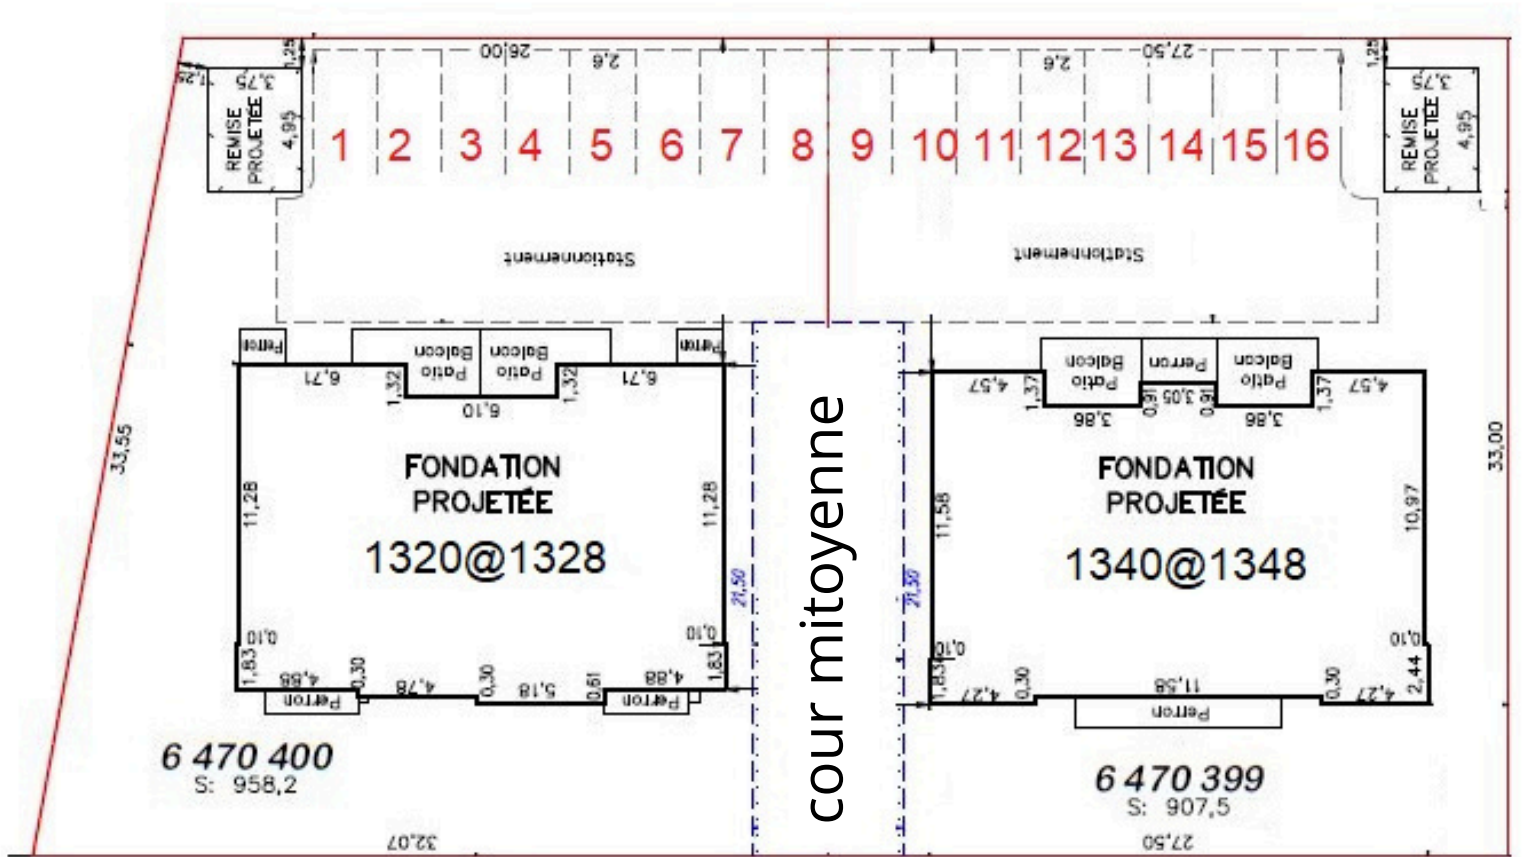 26,00
27,50
1,25
2,6
2,6
1,25
1,25
3,75
3,75
REMISE
PROJETÉE
4,95
REMISE
PROJETÉE
4,95
1 2 3 4 5 6 7 8 9 10 11 12 13 14 15 16
Stationnement
Stationnement
Perron
Balcon
Patio
Balcon
Patio
Perron
Balcon
Patio
Perron
Balcon
Patio
6,71
1,32
6,10
1,32
6,71
4,57
1,37
3,86
0,91
3,05
0,91
3,86
1,37
4,57
33,55
33,00
FONDATION
PROJETÉE
1320@1328
11,28
11,28
FONDATION
PROJETÉE
1340@1348
11,58
10,97
21,50
cour mitoyenne
21,50
0,10
0,10
0,10
0,10
1,83
4,88
0,30
4,78
0,30
5,18
0,61
4,88
1,83
1,83
4,27
0,30
11,58
0,30
4,27
2,44
Perron
Perron
Perron
6 470 400
S: 958,2
6 470 399
S: 907,5
32,07
27,50